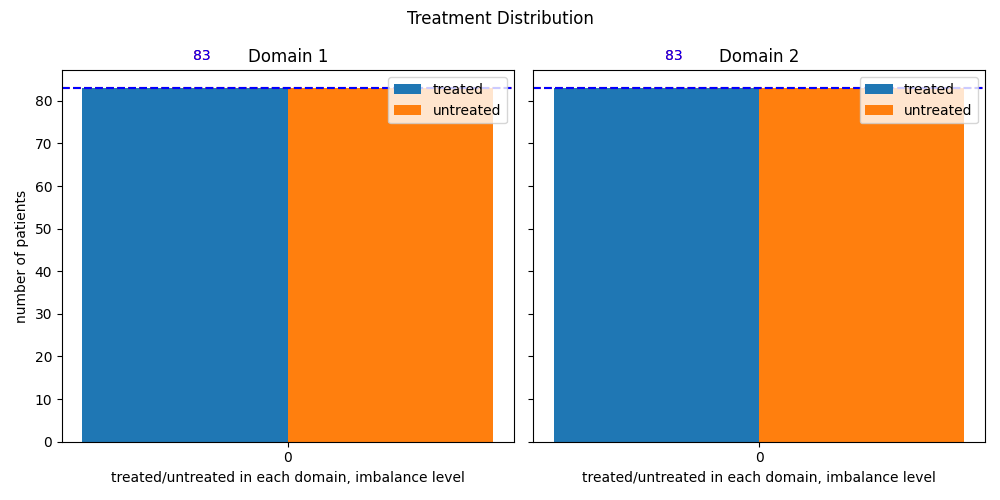 Treatment Distribution
83 Domain 1
83 Domain 2
treated
untreated
treated
untreated
number of patients
80
70
60
50
40
30
20
10
0
0
0
treated/untreated in each domain, imbalance level
treated/untreated in each domain, imbalance level